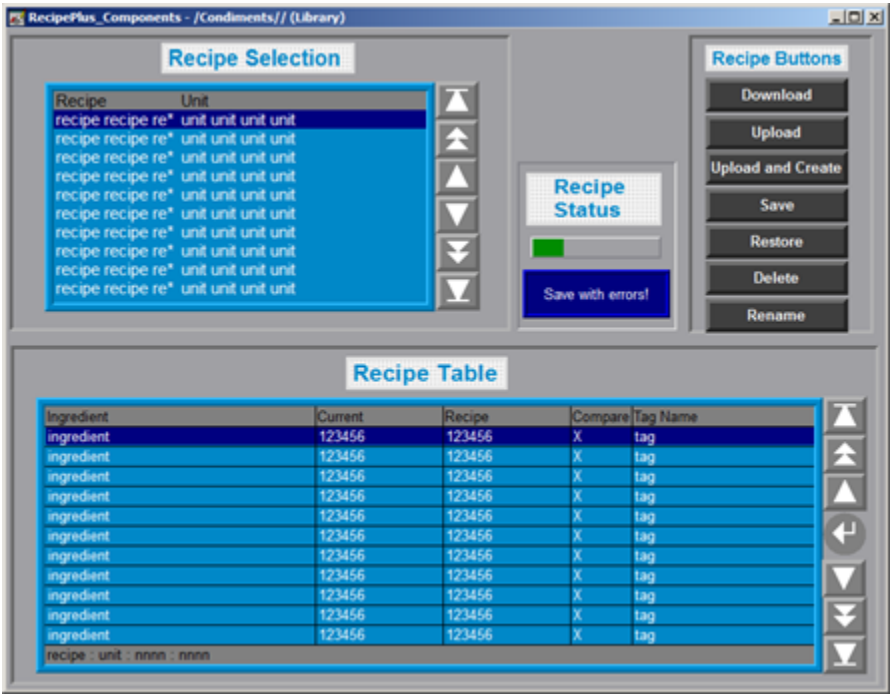 RecipePlus_Components - /Condiments// (Library)
Recipe Selection
Recipe Unit
recipe recipe re* unit unit unit unit
recipe recipe re* unit unit unit unit
recipe recipe re* unit unit unit unit
recipe recipe re* unit unit unit unit
recipe recipe re* unit unit unit unit
recipe recipe re* unit unit unit unit
recipe recipe re* unit unit unit unit
recipe recipe re* unit unit unit unit
recipe recipe re* unit unit unit unit
recipe recipe re* unit unit unit unit
Recipe
Status
Save with errors!
Recipe Buttons
Download
Upload
Upload and Create
Save
Restore
Delete
Rename
Recipe Table
Ingredient Current Recipe Compare Tag Name
ingredient 123456 123456 X tag
ingredient 123456 123456 X tag
ingredient 123456 123456 X tag
ingredient 123456 123456 X tag
ingredient 123456 123456 X tag
ingredient 123456 123456 X tag
ingredient 123456 123456 X tag
ingredient 123456 123456 X tag
ingredient 123456 123456 X tag
ingredient 123456 123456 X tag
ingredient 123456 123456 X tag
recipe : unit : nnnn : nnnn